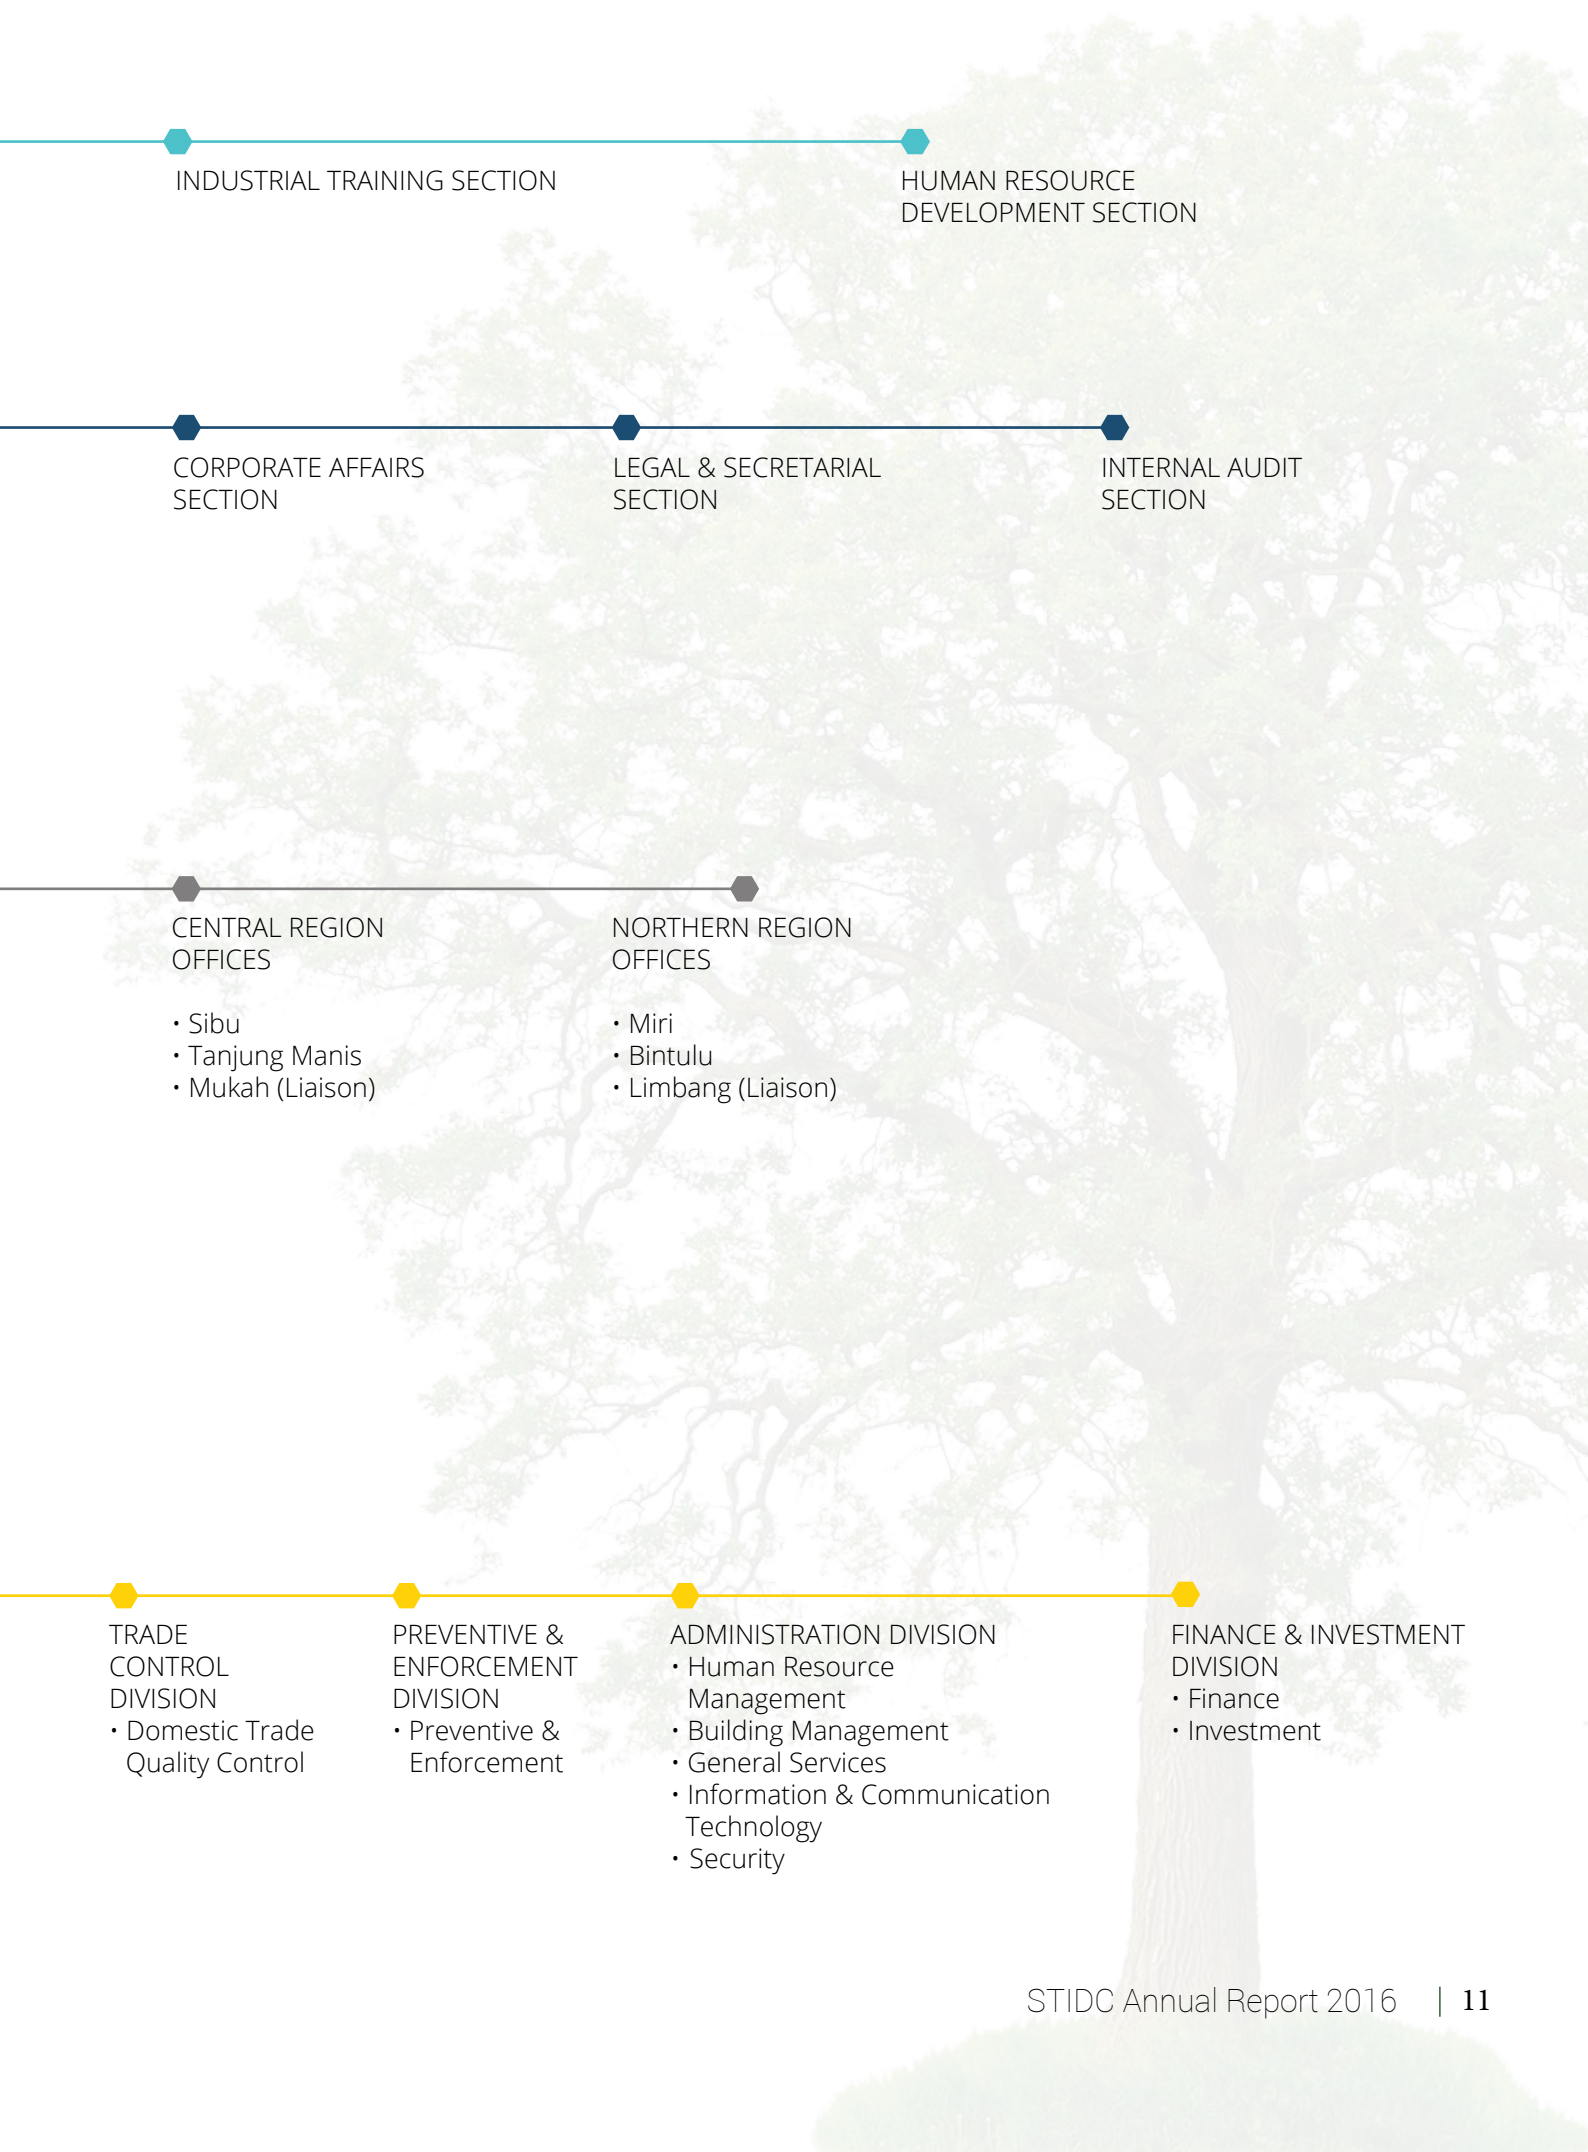 INDUSTRIAL TRAINING SECTION
HUMAN RESOURCE
DEVELOPMENT SECTION
CORPORATE AFFAIRS
SECTION
LEGAL & SECRETARIAL
SECTION
INTERNAL AUDIT
SECTION
CENTRAL REGION
OFFICES
• Sibu
• Tanjung Manis
• Mukah (Liaison)
NORTHERN REGION
OFFICES
• Miri
• Bintulu
• Limbang (Liaison)
TRADE
CONTROL
DIVISION
• Domestic Trade
Quality Control
PREVENTIVE &
ENFORCEMENT
DIVISION
• Preventive &
Enforcement
ADMINISTRATION DIVISION
• Human Resource
Management
• Building Management
• General Services
• Information & Communication
Technology
• Security
FINANCE & INVESTMENT
DIVISION
• Finance
• Investment
STIDC Annual Report 2016 | 11